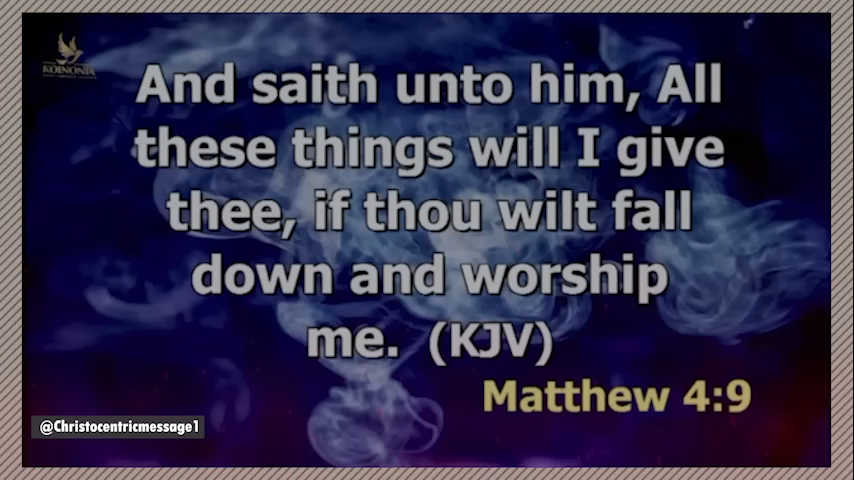 KOINONIA
And saith unto him, All
these things will I give
thee, if thou wilt fall
down and worship
me. (KJV)
Matthew 4:9
@Christocentricmessage1